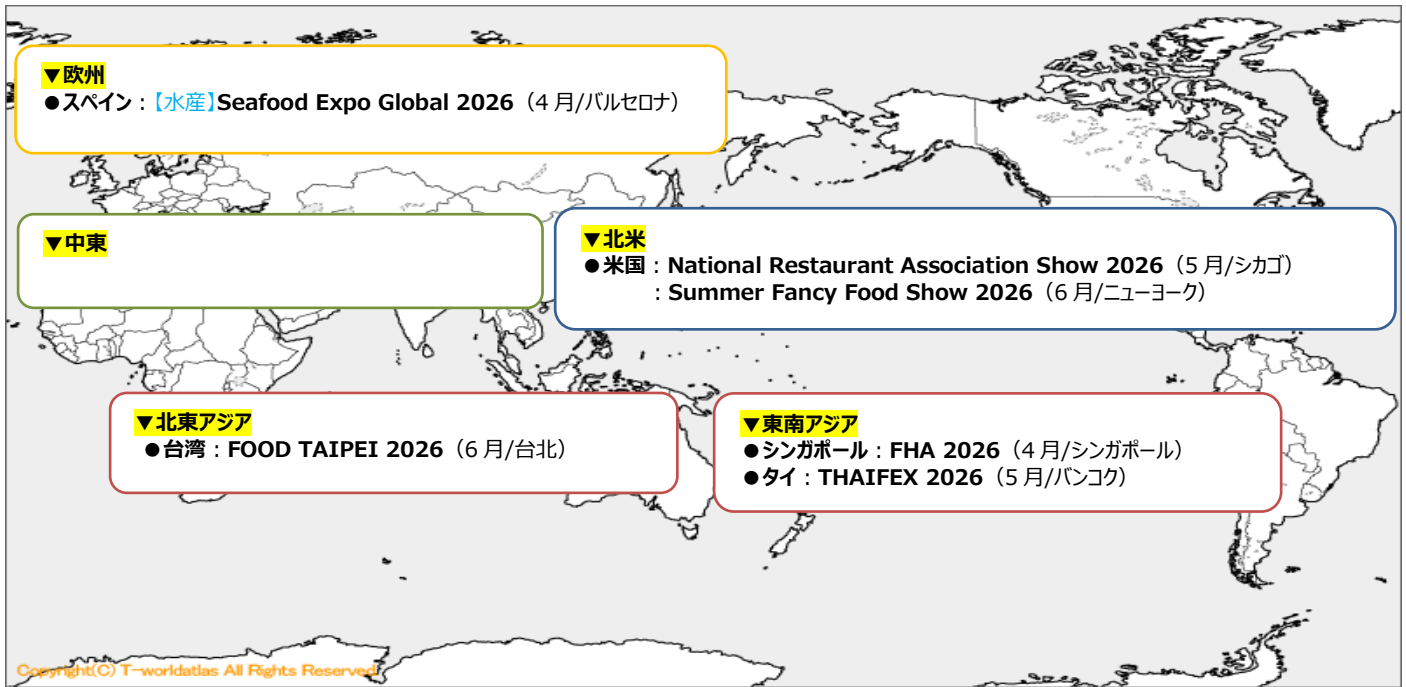 ▼欧州
●スペイン：【水産】Seafood Expo Global 2026（4月/バルセロナ）
▼中東
▼北米
●米国：National Restaurant Association Show 2026（5月/シカゴ）
：Summer Fancy Food Show 2026（6月/ニューヨーク）
▼北東アジア
●台湾：FOOD TAIPEI 2026（6月/台北）
▼東南アジア
●シンガポール：FHA 2026（4月/シンガポール）
●タイ：THAIFEX 2026（5月/バンコク）
Copyright(C) T-worldatlas All Rights Reserved